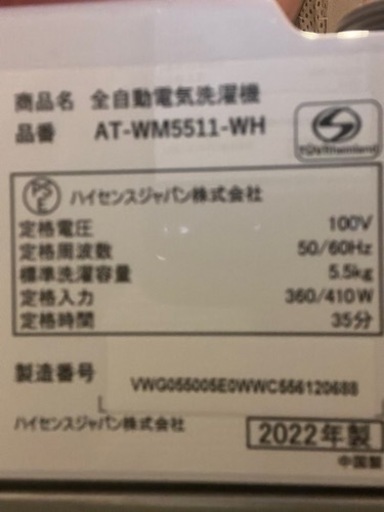 商品名 全自動電気洗濯機
品番 AT-WM5511-WH
TÜVRheinland
PS E ハイセンスジャパン株式会社
定格電圧 100V
定格周波数 50/60Hz
標準洗濯容量 5.5kg
定格入力 360/410W
定格時間 35分
製造番号 VWG055005E0WWC556120688
ハイセンスジャパン株式会社 2022年製
中国製